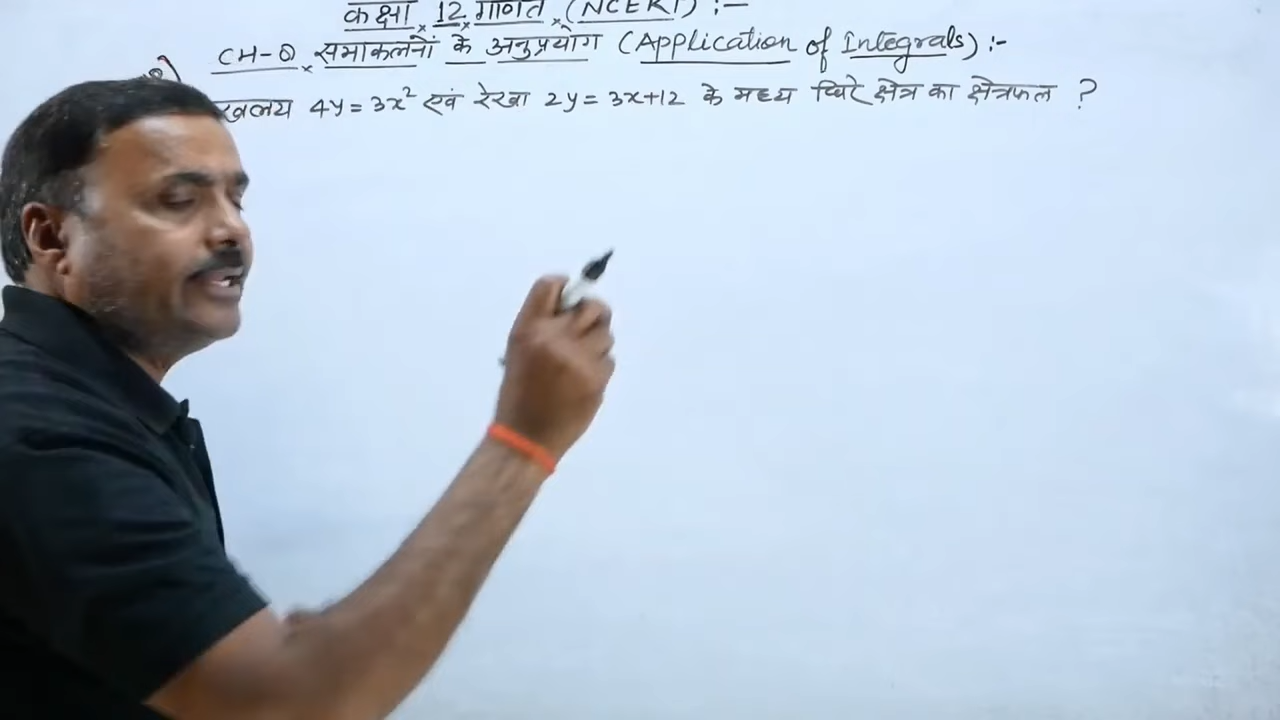 कक्षा × 12 × गणित × (NCERT) :-
CH-8 × समाकलनों के अनुप्रयोग (Application of Integrals) :-
4y = 3x² एवं रेखा 2y = 3x+12 के मध्य घिरे क्षेत्र का क्षेत्रफल ?